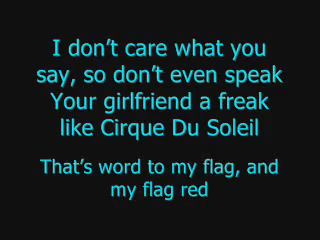 I don't care what you
say, so don't even speak
Your girlfriend a freak
like Cirque Du Soleil
That's word to my flag, and
my flag red